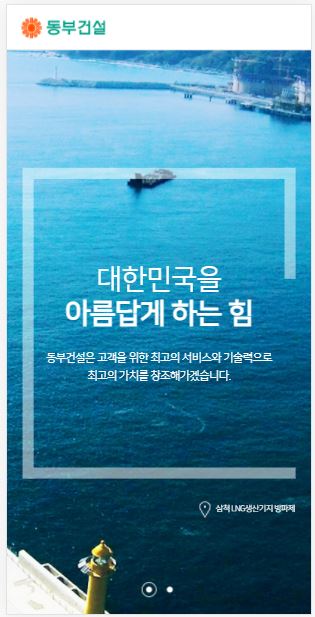 동부건설
대한민국을
아름답게 하는 힘
동부건설은 고객을 위한 최고의 서비스와 기술력으로
최고의 가치를 창조해가겠습니다.
삼척 LNG생산기지 방파제